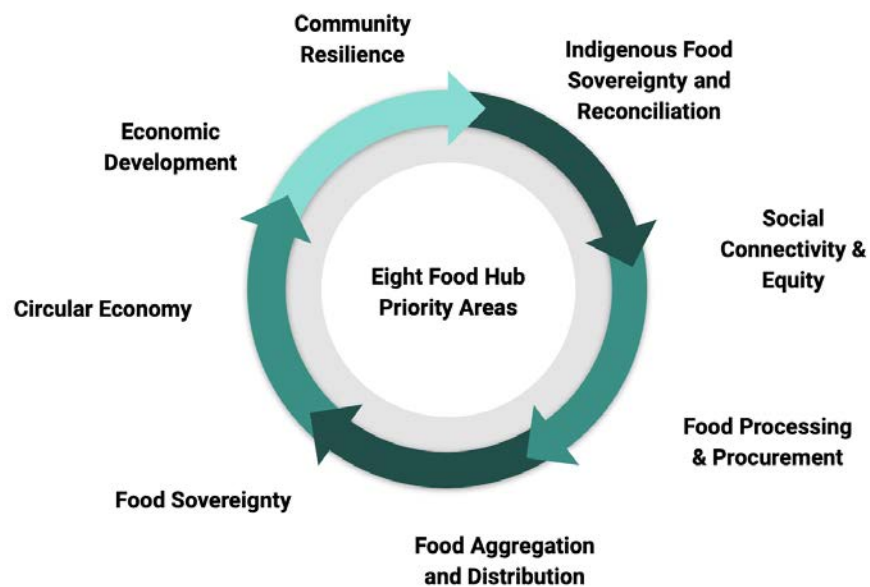 Community
Resilience
Indigenous Food
Sovereignty and
Reconciliation
Social
Connectivity &
Equity
Food Processing
& Procurement
Food Aggregation
and Distribution
Food Sovereignty
Circular Economy
Economic
Development
Eight Food Hub
Priority Areas